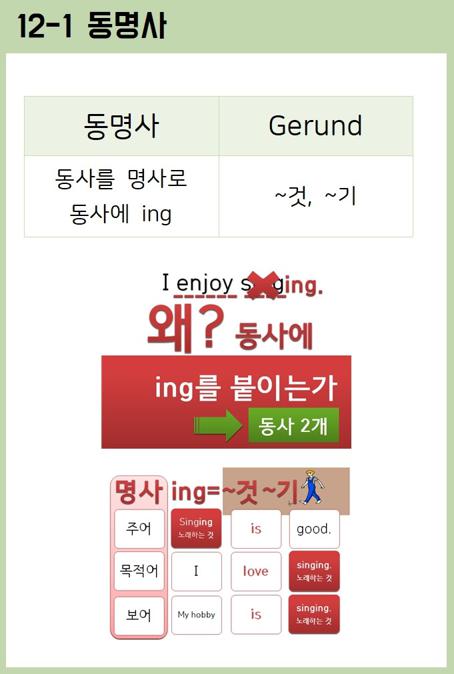 12-1 동명사
동명사 Gerund
동사를 명사로
동사에 ing
~것, ~기
I enjoy sing ing.
왜? 동사에
ing를 붙이는가
동사 2개
명사 ing=~것 ~기
주어 Singing 노래하는 것 is good.
목적어 I love singing. 노래하는 것
보어 My hobby is singing. 노래하는 것